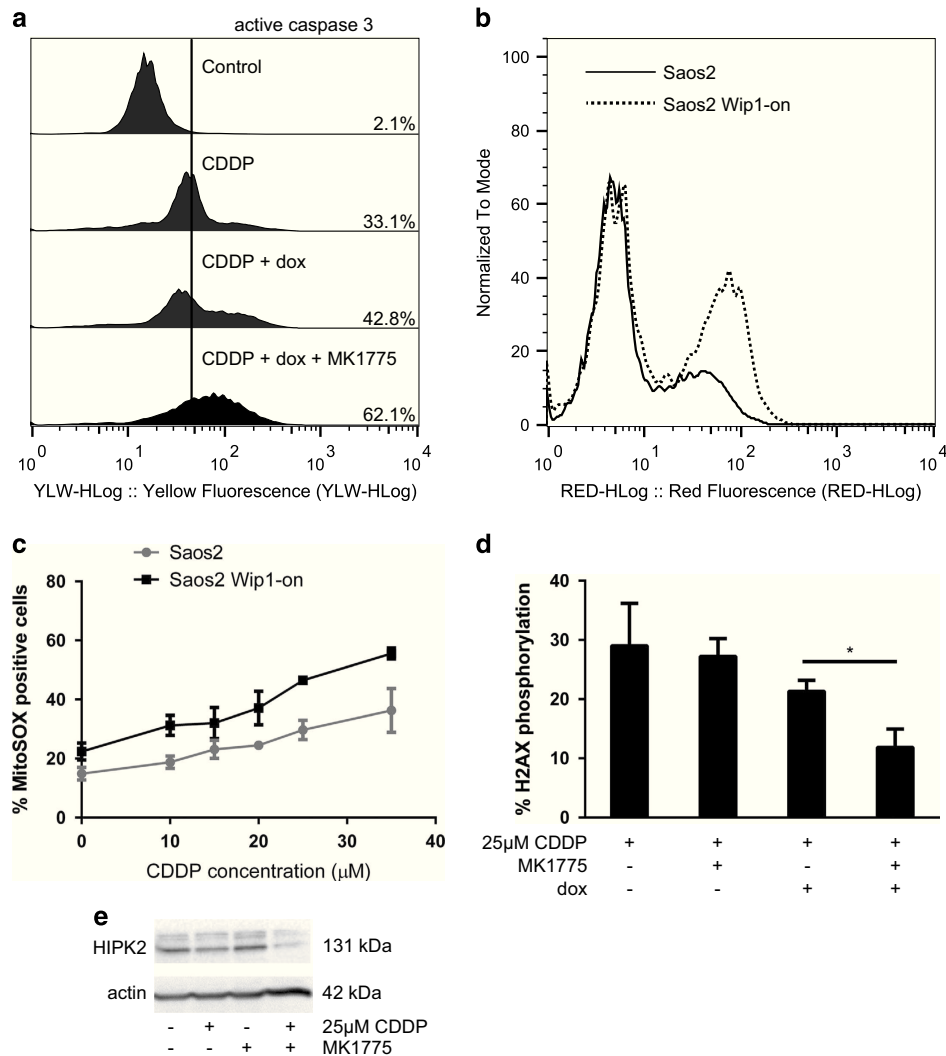 a
active caspase 3
Control
2.1%
CDDP
33.1%
CDDP + dox
42.8%
CDDP + dox + MK1775
62.1%
10^0 10^1 10^2 10^3 10^4
YLW-HLog :: Yellow Fluorescence (YLW-HLog)
b
Saos2
Saos2 Wip1-on
Normalized To Mode
100
80
60
40
20
0
10^0 10^1 10^2 10^3 10^4
RED-HLog :: Red Fluorescence (RED-HLog)
c
Saos2
Saos2 Wip1-on
% MitoSOX positive cells
80
60
40
20
0
0 10 20 30 40
CDDP concentration (μM)
d
% H2AX phosphorylation
40
30
20
10
0
*
25μM CDDP + + + +
MK1775 - + - +
dox - - + +
e
HIPK2 131 kDa
actin 42 kDa
- + - + 25μM CDDP
- - + + MK1775